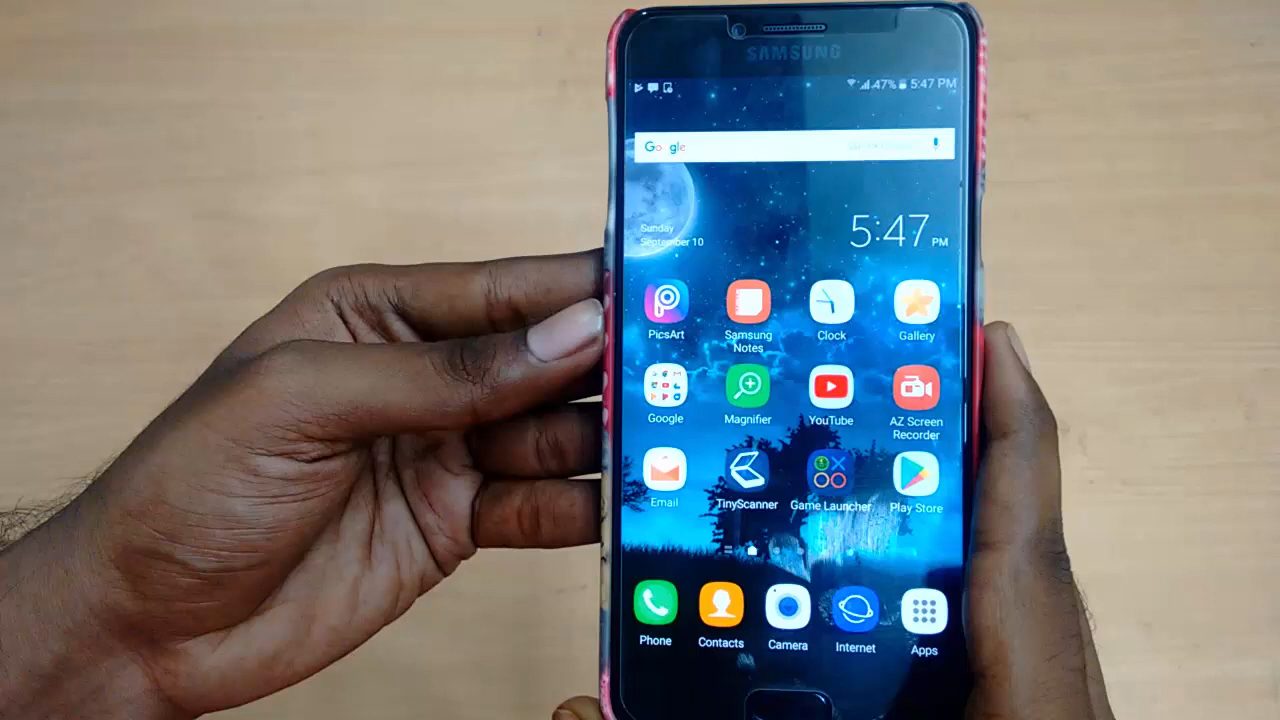 SAMSUNG
47% 5:47 PM
Google
Sunday
September 10
5:47 PM
PicsArt
Samsung
Notes
Clock
Gallery
Google
Magnifier
YouTube
AZ Screen
Recorder
Email
TinyScanner
Game Launcher
Play Store
Phone
Contacts
Camera
Internet
Apps